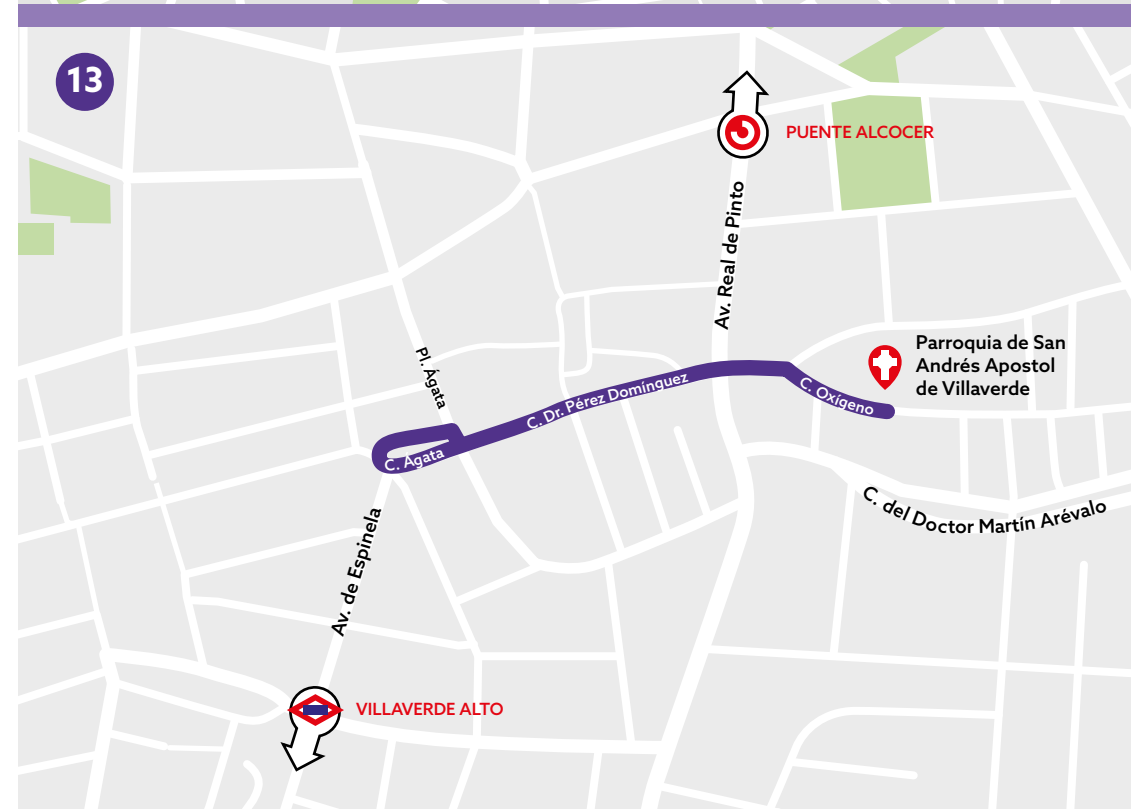 13
PUENTE ALCOCER
Av. Real de Pinto
Parroquia de San
Andrés Apostol
de Villaverde
Pl. Ágata
C. Dr. Pérez Domínguez
C. Oxígeno
C. Ágata
C. del Doctor Martín Arévalo
Av. de Espinela
VILLAVERDE ALTO